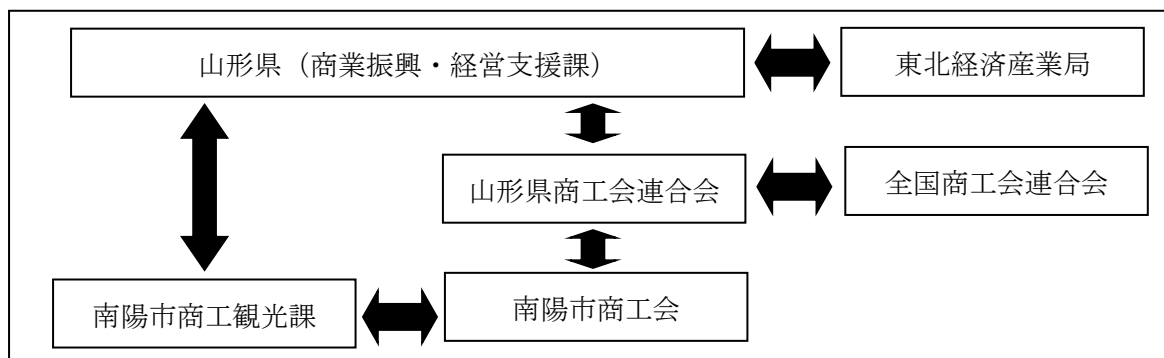 山形県（商業振興・経営支援課）
東北経済産業局
山形県商工会連合会
全国商工会連合会
南陽市商工観光課
南陽市商工会